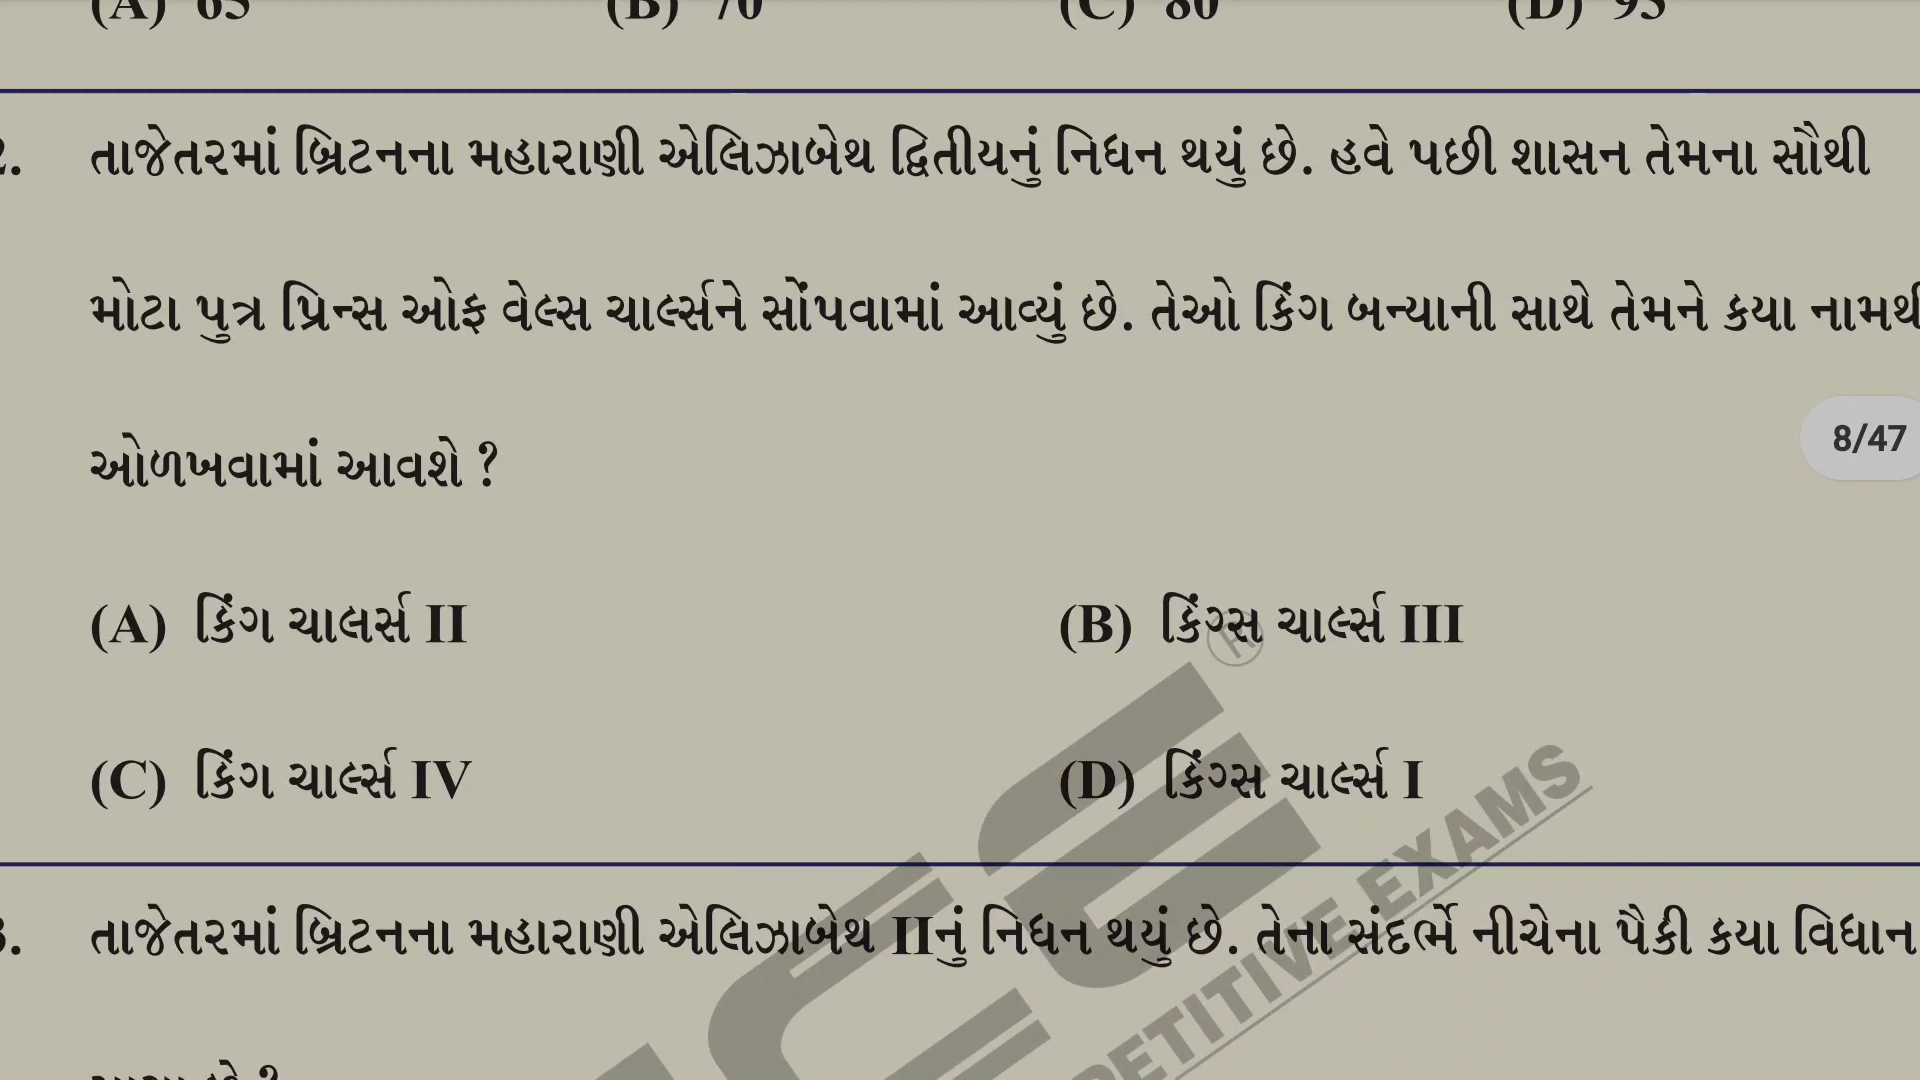 (A) 65 (B) 70 (C) 80 (D) 95
2. તાજેતરમાં બ્રિટનના મહારાણી એલિઝાબેથ દ્વિતીયનું નિધન થયું છે. હવે પછી શાસન તેમના સૌથી
મોટા પુત્ર પ્રિન્સ ઓફ વેલ્સ ચાર્લ્સને સોંપવામાં આવ્યું છે. તેઓ કિંગ બન્યાની સાથે તેમને કયા નામથી
8/47
ઓળખવામાં આવશે ?
(A) કિંગ ચાલર્સ II (B) કિંગ્સ ચાર્લ્સ III
(C) કિંગ ચાર્લ્સ IV (D) કિંગ્સ ચાર્લ્સ I
3. તાજેતરમાં બ્રિટનના મહારાણી એલિઝાબેથ IIનું નિધન થયું છે. તેના સંદર્ભે નીચેના પૈકી કયા વિધાન
EXAMS